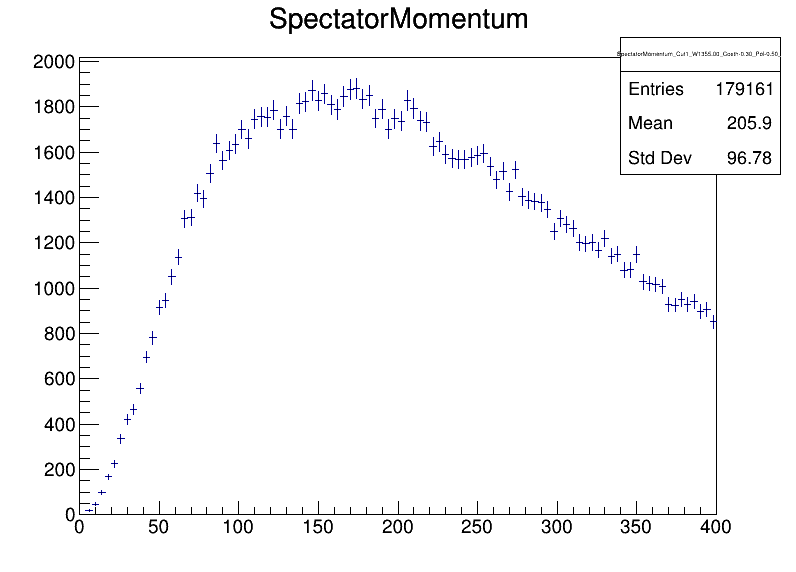 SpectatorMomentum
SpectatorMomentum_Cut1_W1355.00_Costh-0.30_Pol-0.50_
Entries 179161
Mean 205.9
Std Dev 96.78
2000
1800
1600
1400
1200
1000
800
600
400
200
0
0 50 100 150 200 250 300 350 400